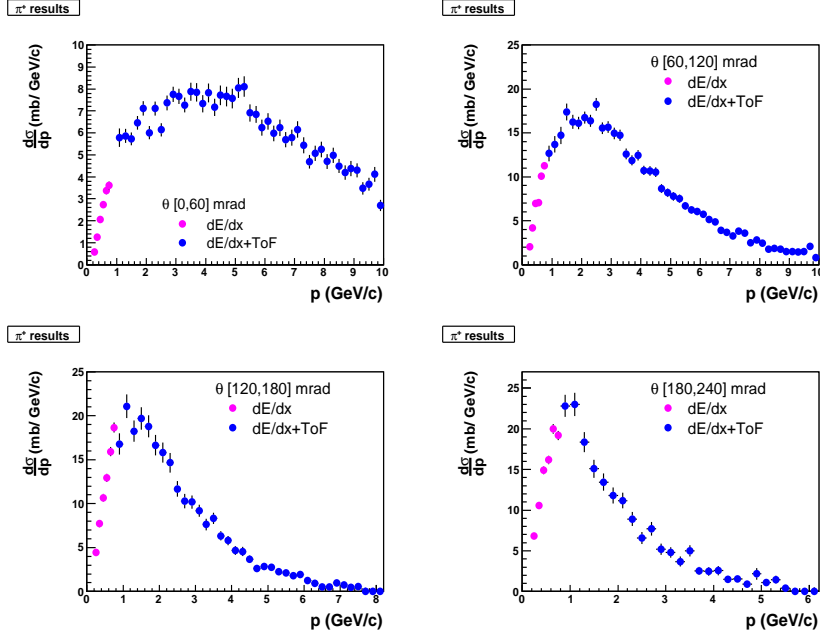 π⁺ results
dσ/dp (mb/ GeV/c)
10
9
8
7
6
5
4
3
2
1
0
θ [0,60] mrad
dE/dx
dE/dx+ToF
0 1 2 3 4 5 6 7 8 9 10
p (GeV/c)
π⁺ results
dσ/dp (mb/ GeV/c)
25
20
15
10
5
0
θ [60,120] mrad
dE/dx
dE/dx+ToF
0 1 2 3 4 5 6 7 8 9 10
p (GeV/c)
π⁺ results
dσ/dp (mb/ GeV/c)
25
20
15
10
5
0
θ [120,180] mrad
dE/dx
dE/dx+ToF
0 1 2 3 4 5 6 7 8
p (GeV/c)
π⁺ results
dσ/dp (mb/ GeV/c)
25
20
15
10
5
0
θ [180,240] mrad
dE/dx
dE/dx+ToF
0 1 2 3 4 5 6
p (GeV/c)